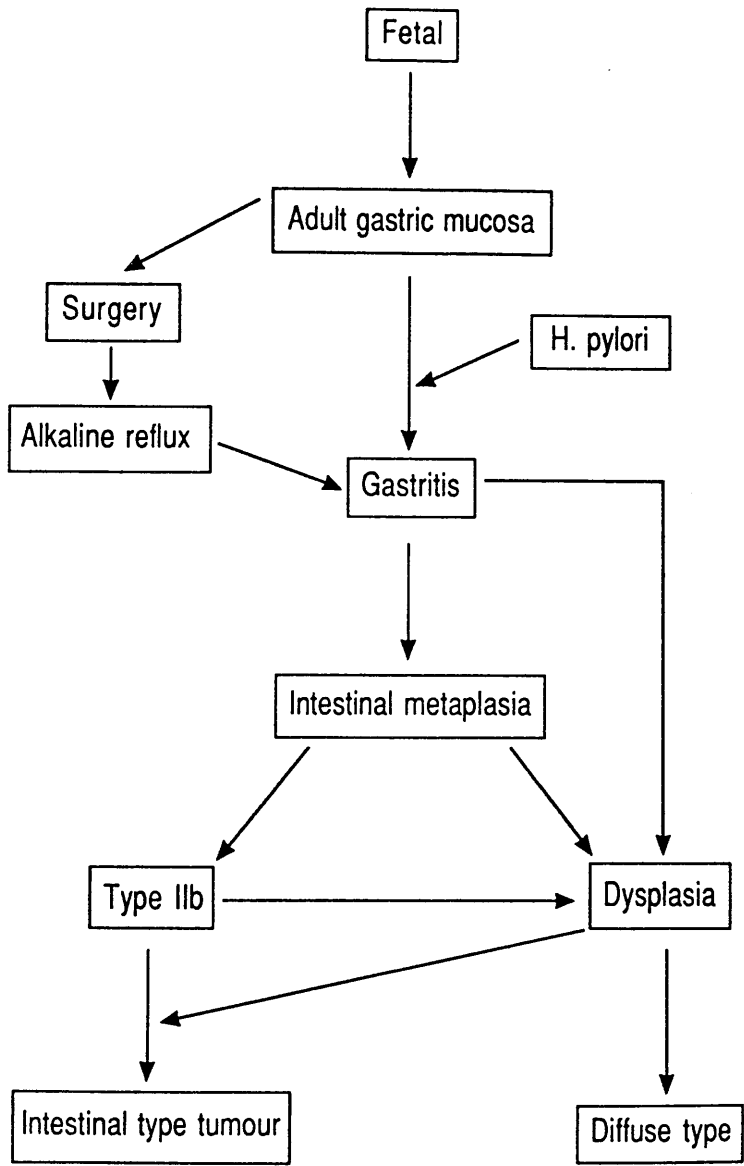 Fetal
Adult gastric mucosa
Surgery
H. pylori
Alkaline reflux
Gastritis
Intestinal metaplasia
Type IIb
Dysplasia
Intestinal type tumour
Diffuse type